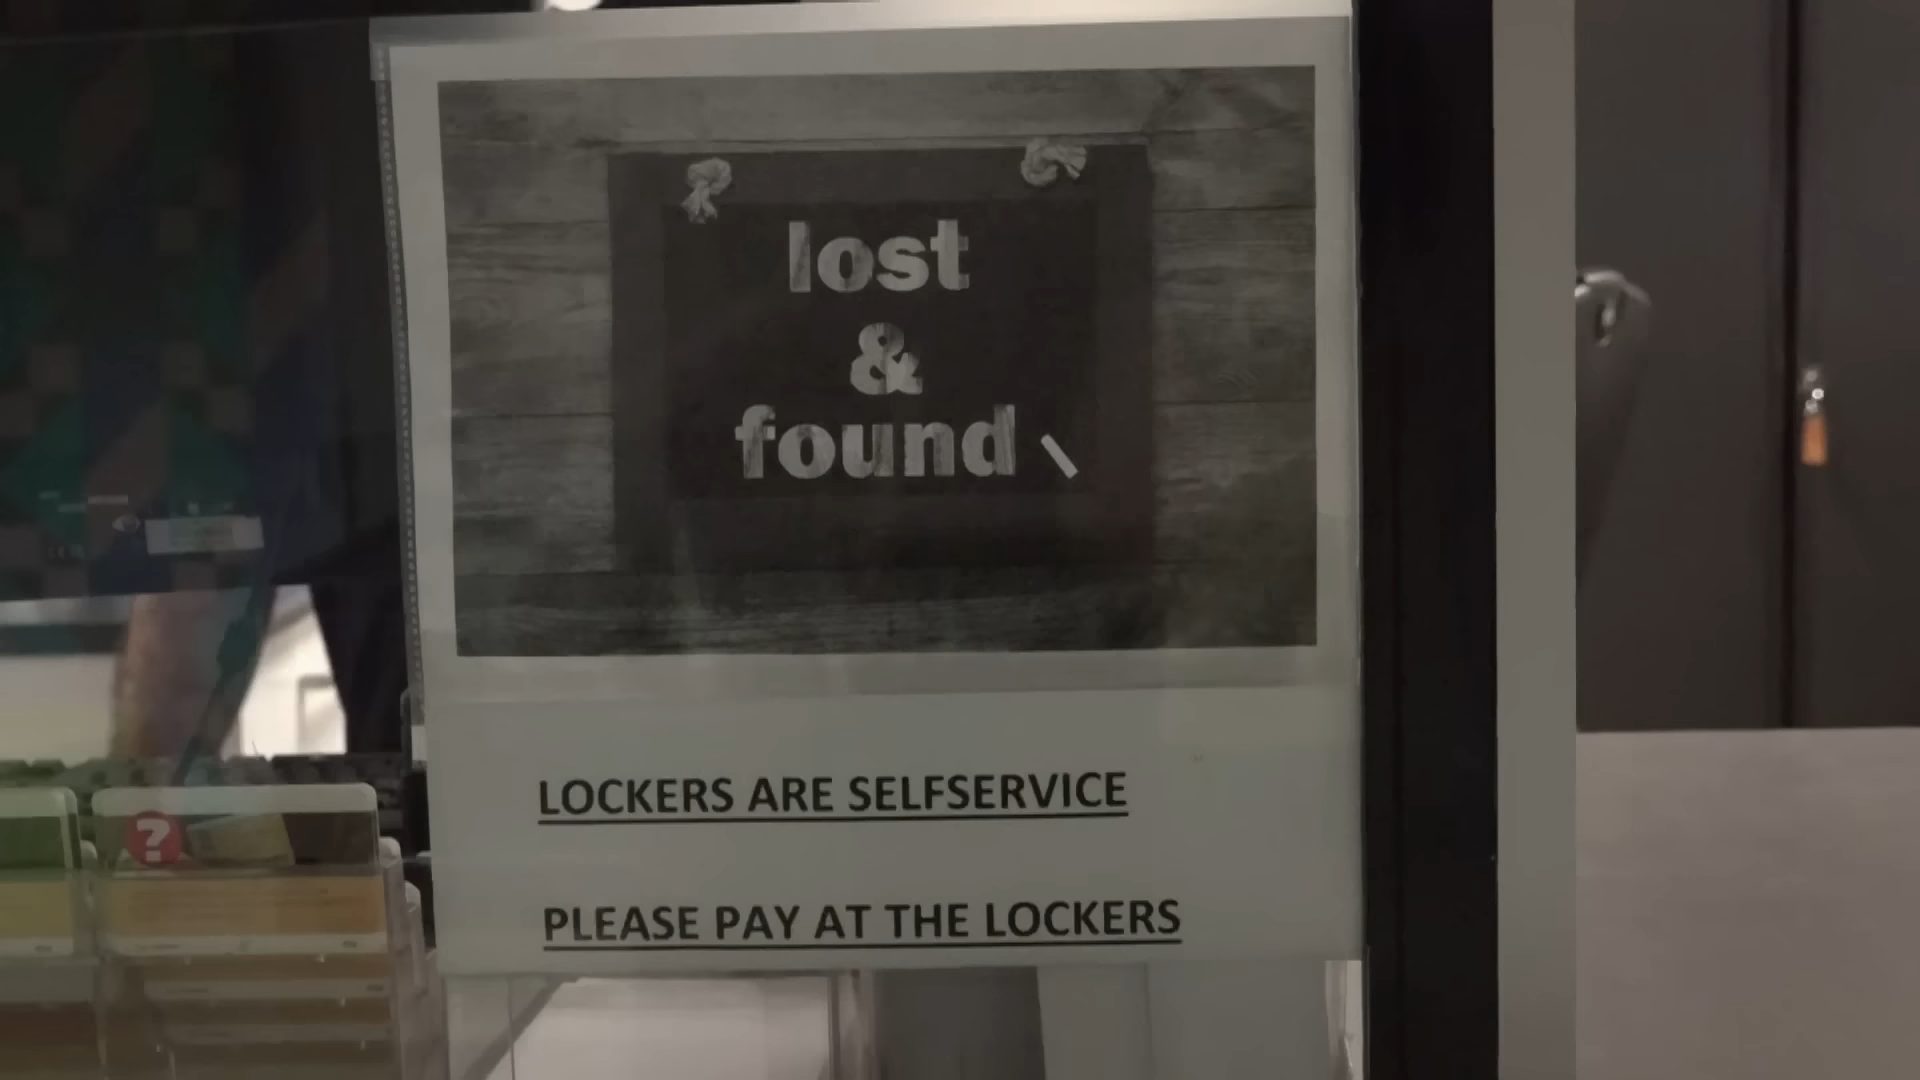 lost
&
found
LOCKERS ARE SELFSERVICE
PLEASE PAY AT THE LOCKERS
?